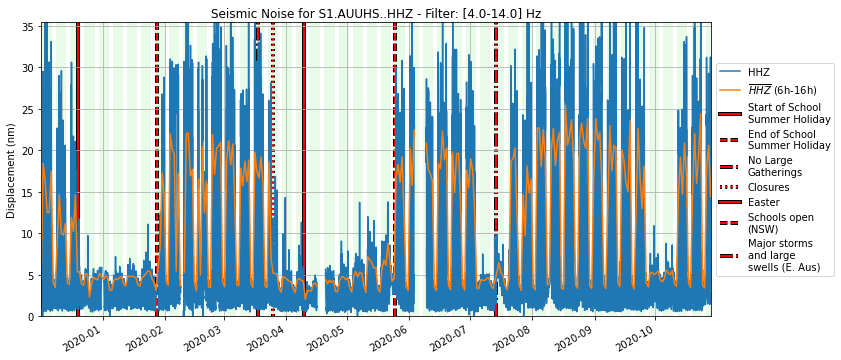 Seismic Noise for S1.AUUHS..HHZ - Filter: [4.0-14.0] Hz
Displacement (nm)
35
30
25
20
15
10
5
0
2020-01
2020-02
2020-03
2020-04
2020-05
2020-06
2020-07
2020-08
2020-09
2020-10
HHZ
HHZ (6h-16h)
Start of School
Summer Holiday
End of School
Summer Holiday
No Large
Gatherings
Closures
Easter
Schools open
(NSW)
Major storms
and large
swells (E. Aus)